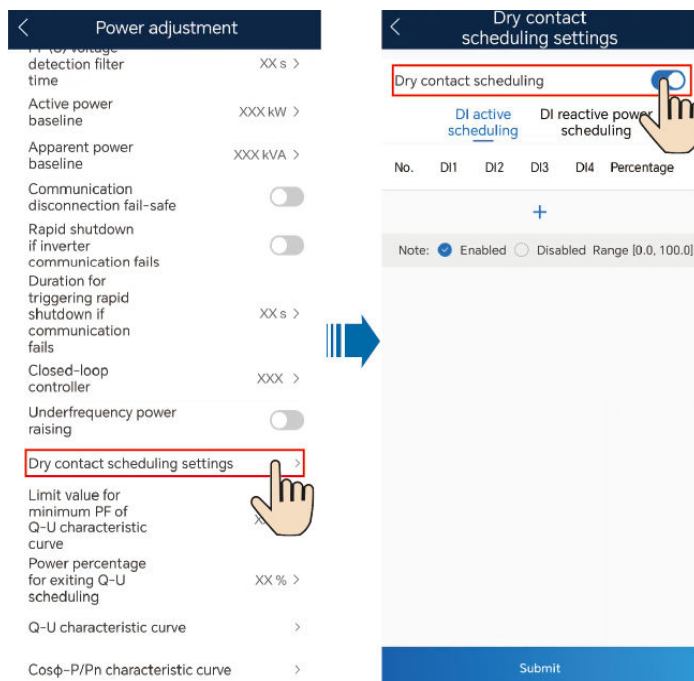 Power adjustment
detection filter
time
XX s
Active power
baseline
XXX kW
Apparent power
baseline
XXX kVA
Communication
disconnection fail-safe
Rapid shutdown
if inverter
communication fails
Duration for
triggering rapid
shutdown if
communication
fails
XX s
Closed-loop
controller
XXX
Underfrequency power
raising
Dry contact scheduling settings
Limit value for
minimum PF of
Q-U characteristic
curve
Power percentage
for exiting Q-U
scheduling
XX %
Q-U characteristic curve
Cosϕ-P/Pn characteristic curve
Dry contact
scheduling settings
Dry contact scheduling
DI active
scheduling
DI reactive power
scheduling
No. DI1 DI2 DI3 DI4 Percentage
+
Note: Enabled Disabled Range [0.0, 100.0]
Submit